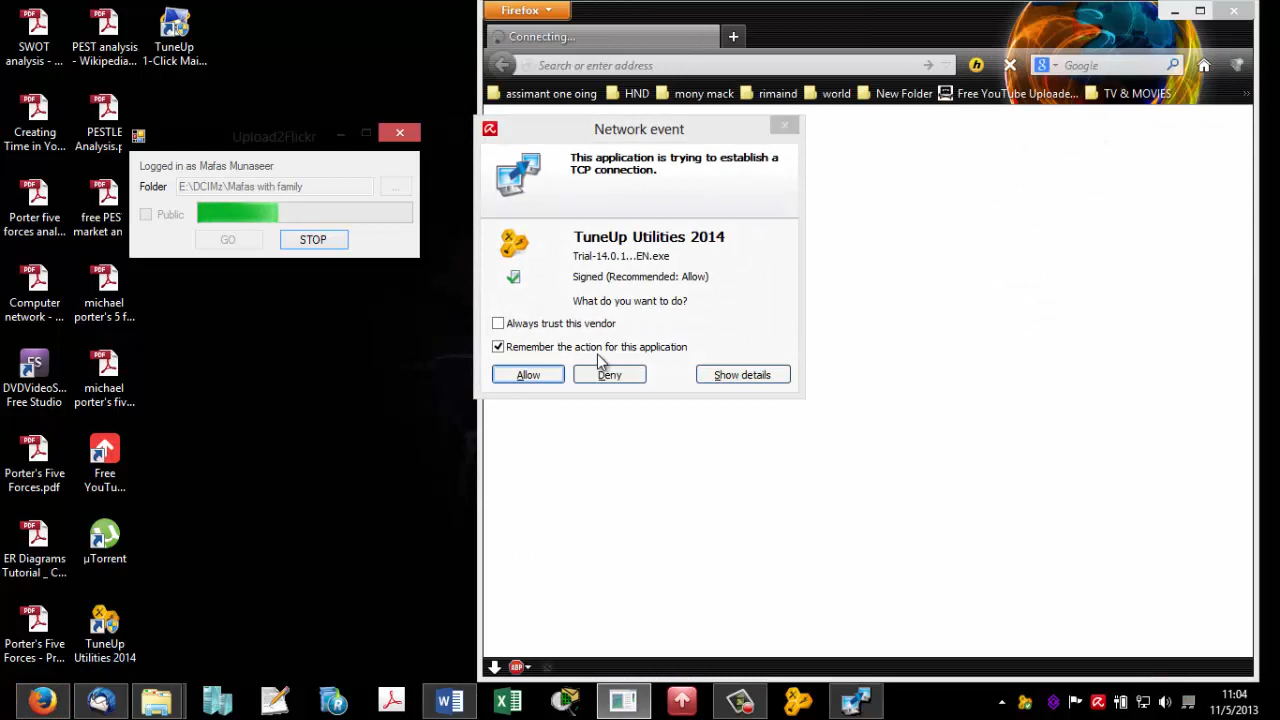 SWOT
analysis - ...
PEST analysis
- Wikipedia...
TuneUp
1-Click Mai...
Creating
Time in Yo...
PESTLE
Analysis.p...
Porter five
forces anal...
free PEST
market an
Computer
network - ...
michael
porter's 5 f...
DVDVideoS...
Free Studio
michael
porter's fiv...
Porter's Five
Forces.pdf
Free
YouTu...
ER Diagrams
Tutorial _ C...
µTorrent
Porter's Five
Forces - Pr...
TuneUp
Utilities 2014
Upload2Flickr
Logged in as Mafas Munaseer
Folder E:\DCIMz\Mafas with family ...
Public
GO STOP
Firefox
Connecting...
Search or enter address
Google
assimant one oing HND mony mack rimaind world New Folder Free YouTube Uploade... TV & MOVIES »
Network event
This application is trying to establish a
TCP connection.
TuneUp Utilities 2014
Trial-14.0.1...EN.exe
Signed (Recommended: Allow)
What do you want to do?
Always trust this vendor
Remember the action for this application
Allow Deny Show details
ABP
11:04
11/5/2013